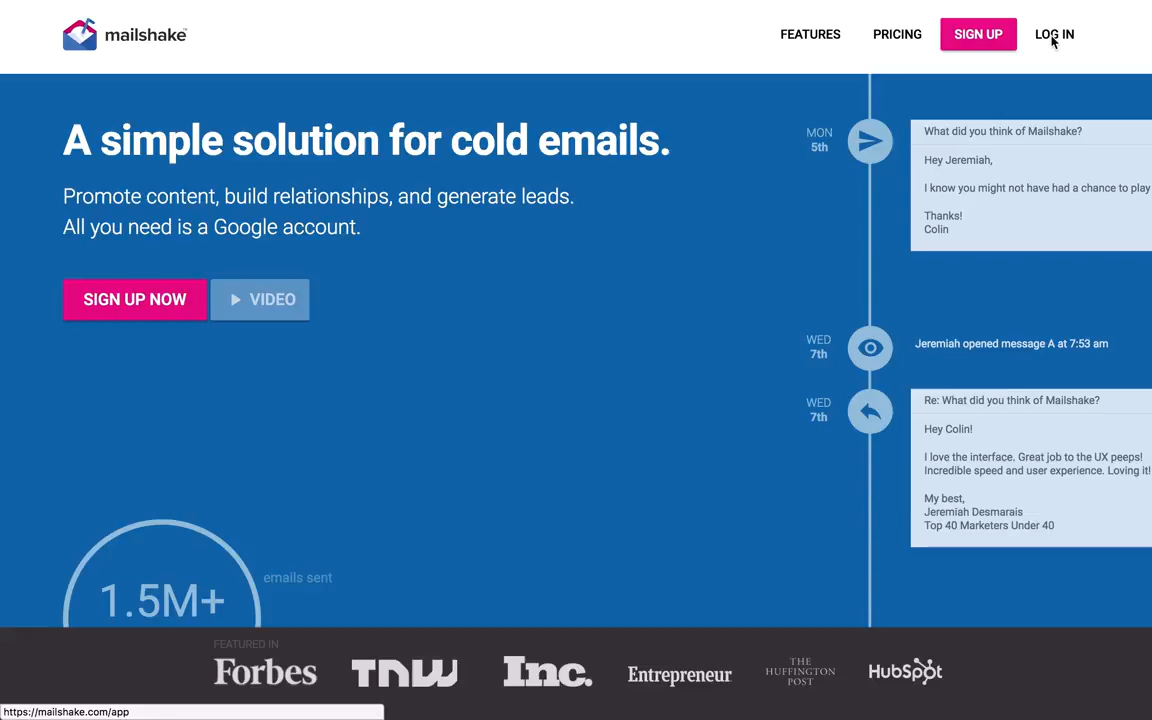 mailshake™
FEATURES
PRICING
SIGN UP
LOG IN
A simple solution for cold emails.
Promote content, build relationships, and generate leads.
All you need is a Google account.
SIGN UP NOW
VIDEO
MON
5th
What did you think of Mailshake?
Hey Jeremiah,
I know you might not have had a chance to play
Thanks!
Colin
WED
7th
Jeremiah opened message A at 7:53 am
WED
7th
Re: What did you think of Mailshake?
Hey Colin!
I love the interface. Great job to the UX peeps!
Incredible speed and user experience. Loving it!
My best,
Jeremiah Desmarais
Top 40 Marketers Under 40
1.5M+
emails sent
FEATURED IN
Forbes
TNW
Inc.
Entrepreneur
THE
HUFFINGTON
POST
HubSpot
https://mailshake.com/app